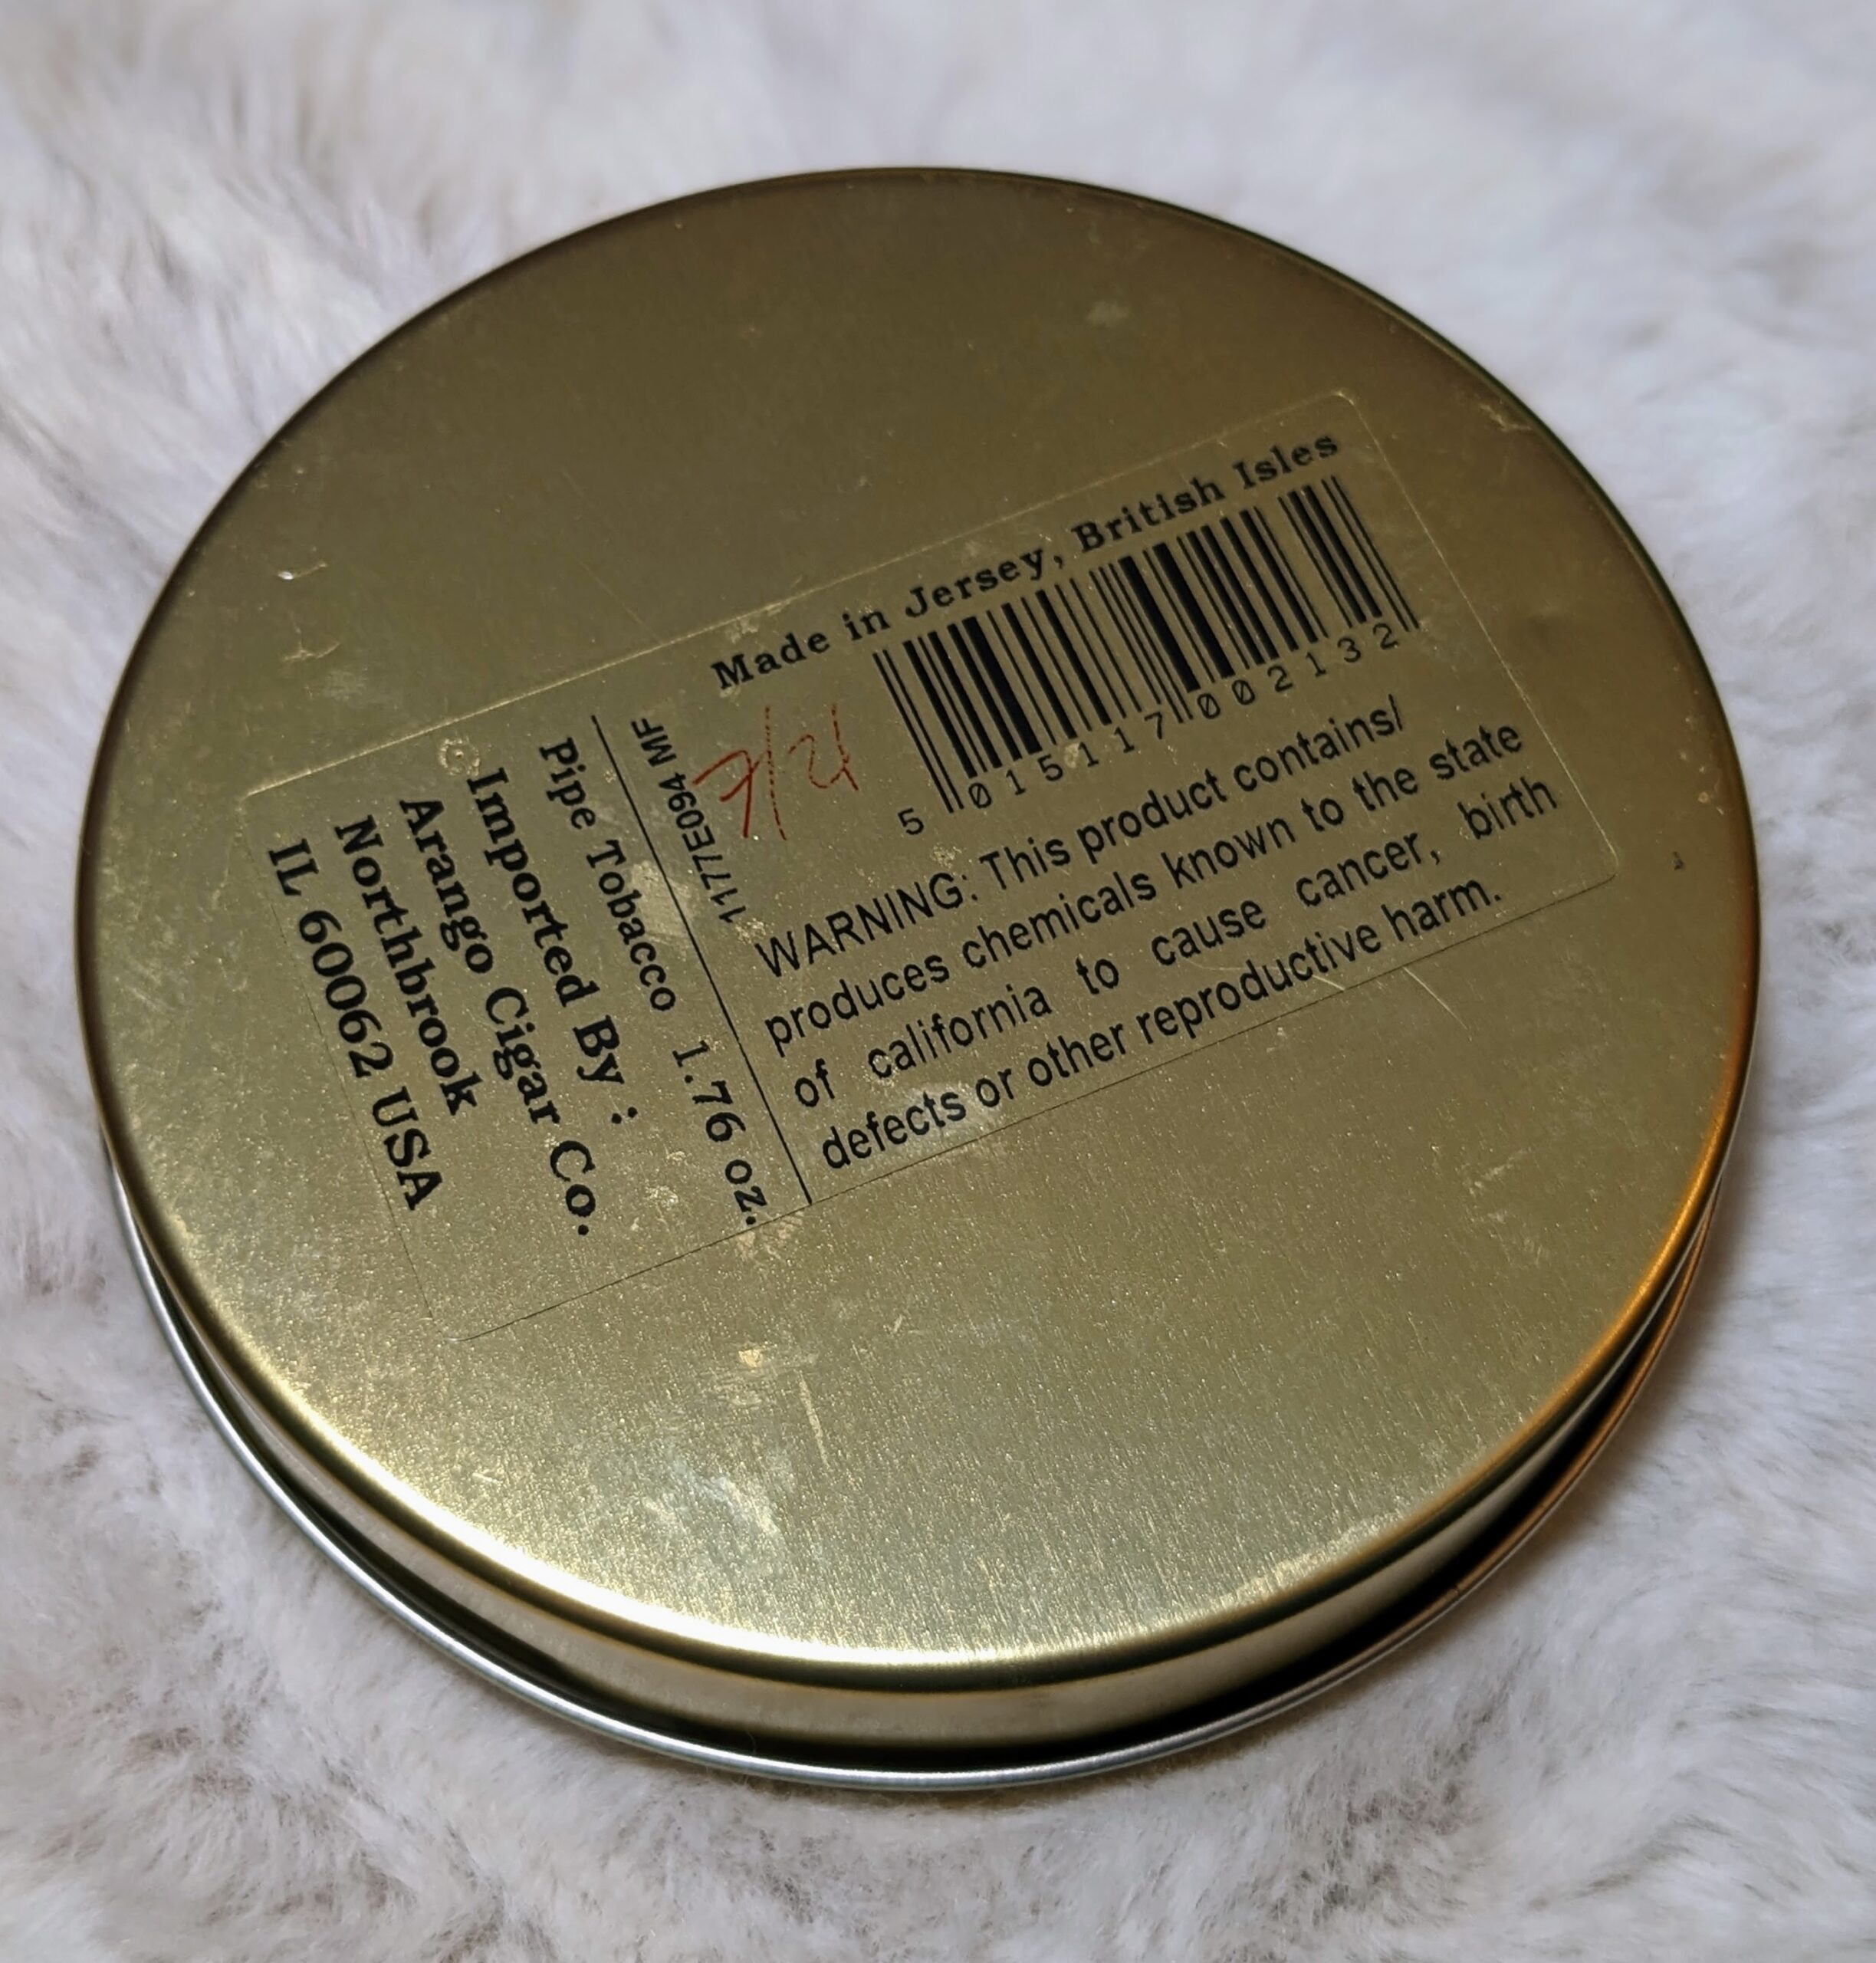 Made in Jersey, British Isles
5 015117 002132
7/21
1177E094 MF
WARNING: This product contains/
produces chemicals known to the state
of california to cause cancer, birth
defects or other reproductive harm.
Pipe Tobacco 1.76 oz.
Imported By :
Arango Cigar Co.
Northbrook
IL 60062 USA